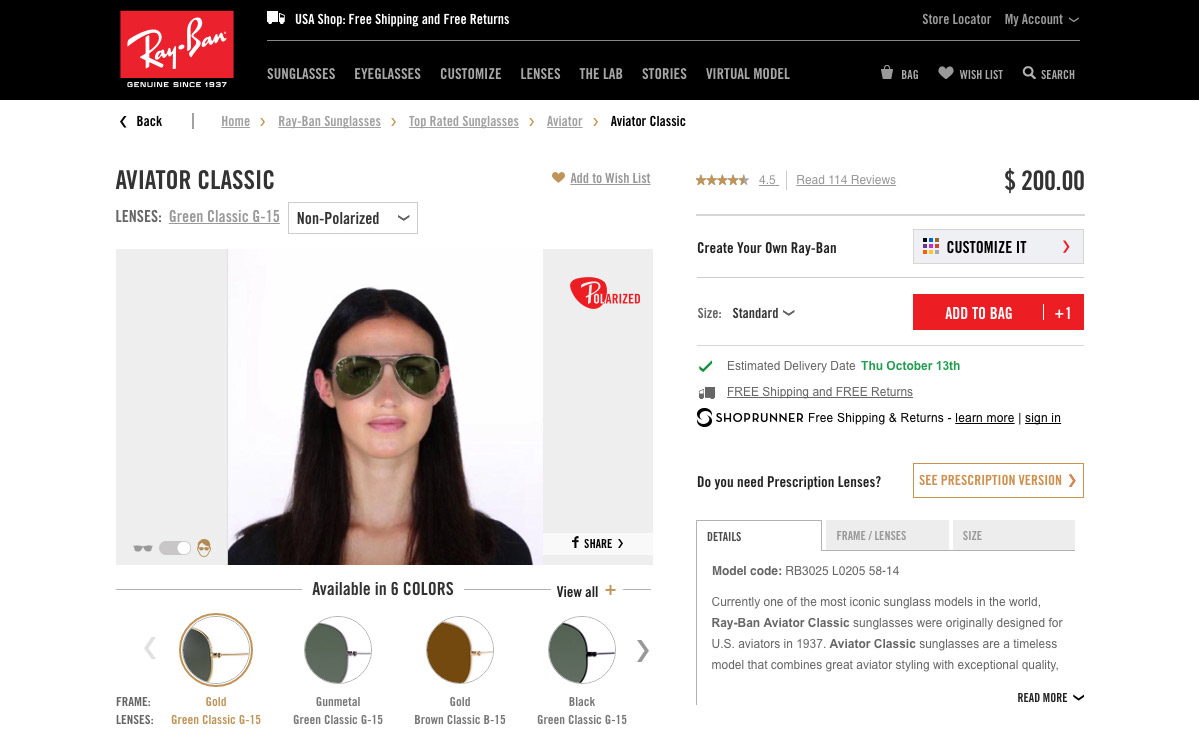 Ray-Ban
GENUINE SINCE 1937
USA Shop: Free Shipping and Free Returns
Store Locator My Account
SUNGLASSES EYEGLASSES CUSTOMIZE LENSES THE LAB STORIES VIRTUAL MODEL
BAG WISH LIST SEARCH
Back Home Ray-Ban Sunglasses Top Rated Sunglasses Aviator Aviator Classic
AVIATOR CLASSIC
Add to Wish List
LENSES: Green Classic G-15 Non-Polarized
POLARIZED
SHARE
Available in 6 COLORS
View all +
FRAME: Gold Gunmetal Gold Black
LENSES: Green Classic G-15 Green Classic G-15 Brown Classic B-15 Green Classic G-15
4.5 Read 114 Reviews
$ 200.00
Create Your Own Ray-Ban
CUSTOMIZE IT
Size: Standard
ADD TO BAG +1
Estimated Delivery Date Thu October 13th
FREE Shipping and FREE Returns
SHOPRUNNER Free Shipping & Returns - learn more | sign in
Do you need Prescription Lenses?
SEE PRESCRIPTION VERSION
DETAILS FRAME / LENSES SIZE
Model code: RB3025 L0205 58-14
Currently one of the most iconic sunglass models in the world,
Ray-Ban Aviator Classic sunglasses were originally designed for
U.S. aviators in 1937. Aviator Classic sunglasses are a timeless
model that combines great aviator styling with exceptional quality,
READ MORE